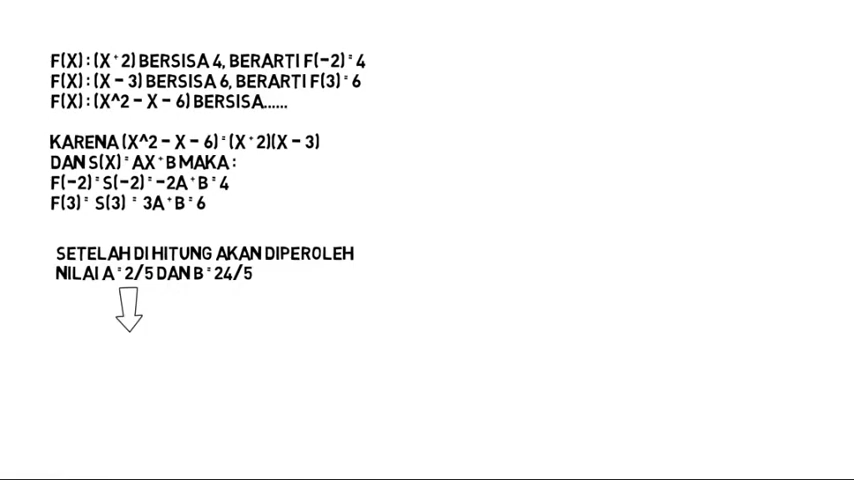 F(X) : (X + 2) BERSISA 4, BERARTI F(-2) = 4
F(X) : (X - 3) BERSISA 6, BERARTI F(3) = 6
F(X) : (X^2 - X - 6) BERSISA......
KARENA (X^2 - X - 6) = (X + 2)(X - 3)
DAN S(X) = AX + B MAKA :
F(-2) = S(-2) = -2A + B = 4
F(3) = S(3) = 3A + B = 6
SETELAH DI HITUNG AKAN DIPEROLEH
NILAI A = 2/5 DAN B = 24/5